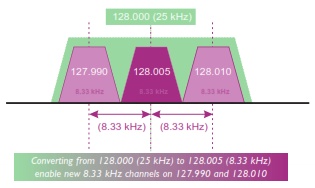 128.000 (25 kHz)
127.990 128.005 128.010
8.33 kHz 8.33 kHz 8.33 kHz
(8.33 kHz) (8.33 kHz)
Converting from 128.000 (25 kHz) to 128.005 (8.33 kHz)
enable new 8.33 kHz channels on 127.990 and 128.010